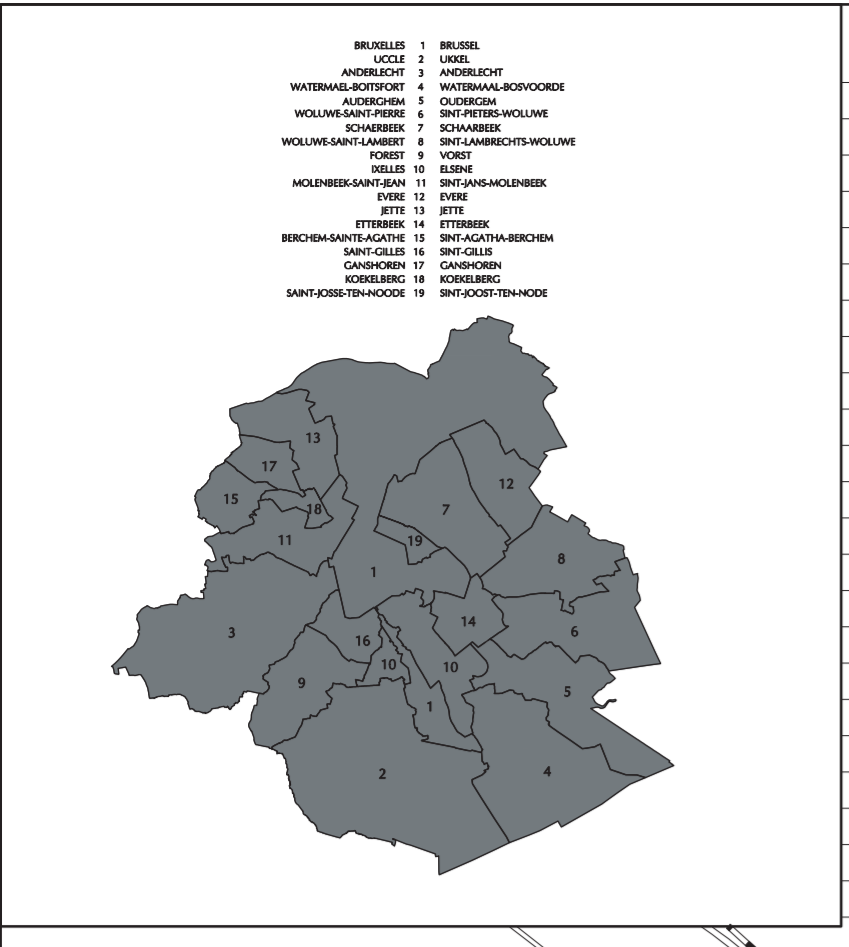 BRUXELLES 1 BRUSSEL
UCCLE 2 UKKEL
ANDERLECHT 3 ANDERLECHT
WATERMAEL-BOITSFORT 4 WATERMAAL-BOSVOORDE
AUDERGHEM 5 OUDERGEM
WOLUWE-SAINT-PIERRE 6 SINT-PIETERS-WOLUWE
SCHAERBEEK 7 SCHAARBEEK
WOLUWE-SAINT-LAMBERT 8 SINT-LAMBRECHTS-WOLUWE
FOREST 9 VORST
IXELLES 10 ELSENE
MOLENBEEK-SAINT-JEAN 11 SINT-JANS-MOLENBEEK
EVERE 12 EVERE
JETTE 13 JETTE
ETTERBEEK 14 ETTERBEEK
BERCHEM-SAINTE-AGATHE 15 SINT-AGATHA-BERCHEM
SAINT-GILLES 16 SINT-GILLIS
GANSHOREN 17 GANSHOREN
KOEKELBERG 18 KOEKELBERG
SAINT-JOSSE-TEN-NOODE 19 SINT-JOOST-TEN-NODE
13
17
12
15
18
7
11
19
8
1
14
6
3
16
10
10
9
5
1
2
4